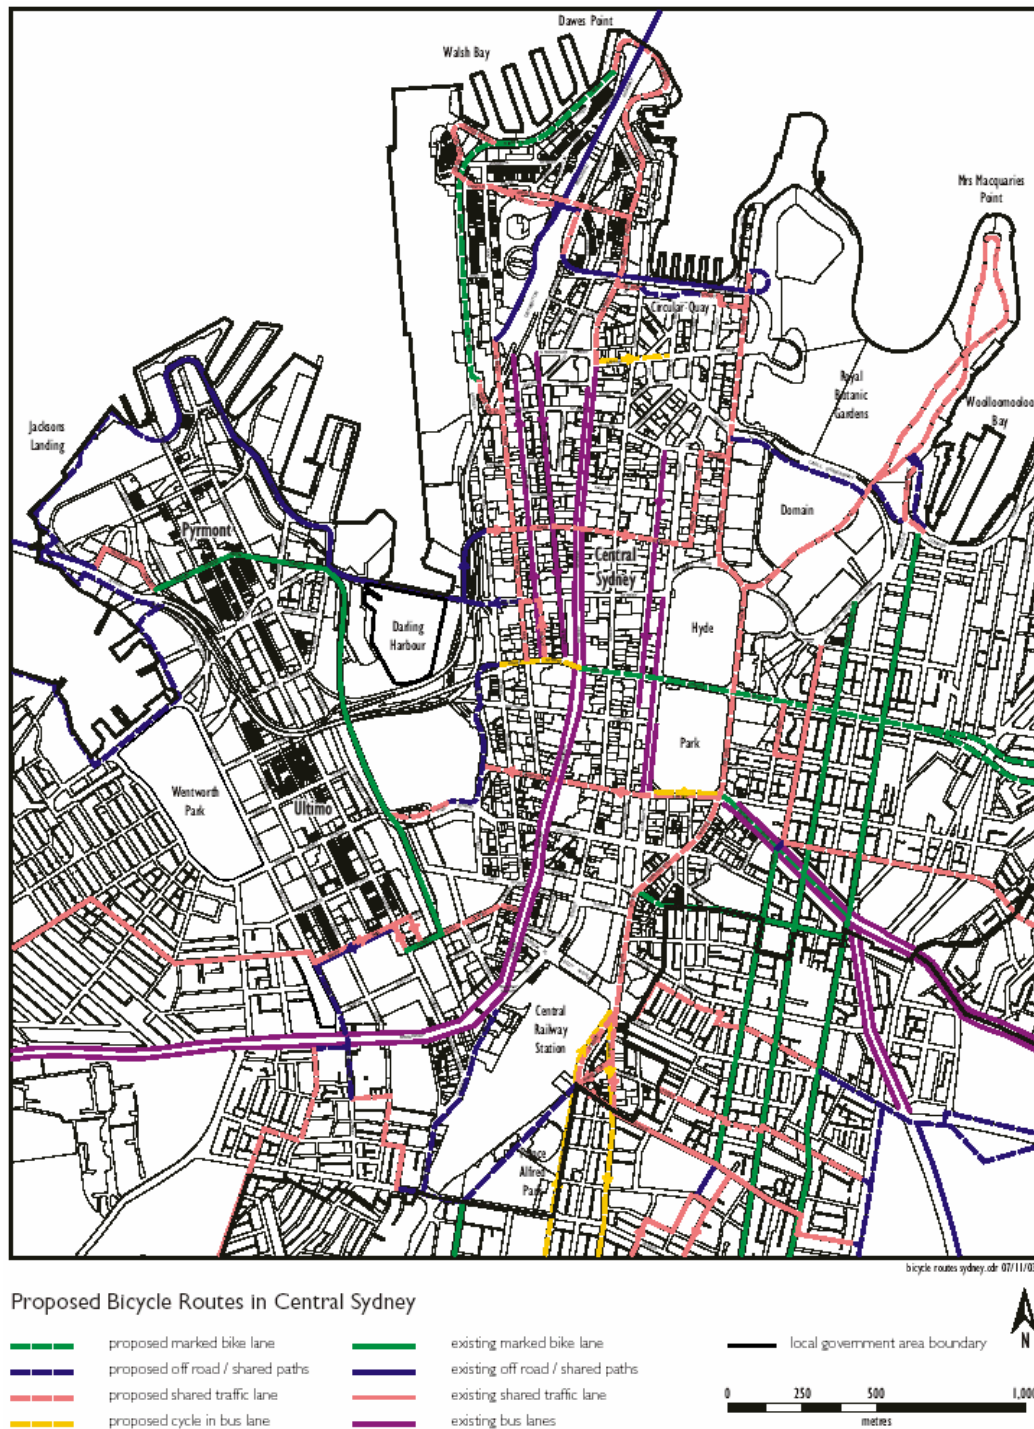 Dawes Point
Walsh Bay
Mrs Macquaries
Point
Circular Quay
Royal
Botanic
Gardens
Woolloomooloo
Bay
Jacksons
Landing
Domain
Pyrmont
Central
Sydney
Darling
Harbour
Hyde
Park
Wentworth
Park
Ultimo
Central
Railway
Station
Prince
Alfred
Park
bicycle routes sydney.cdr 07/11/03
Proposed Bicycle Routes in Central Sydney
proposed marked bike lane
existing marked bike lane
local government area boundary
N
proposed off road / shared paths
existing off road / shared paths
proposed shared traffic lane
existing shared traffic lane
0 250 500 1,000
metres
proposed cycle in bus lane
existing bus lanes